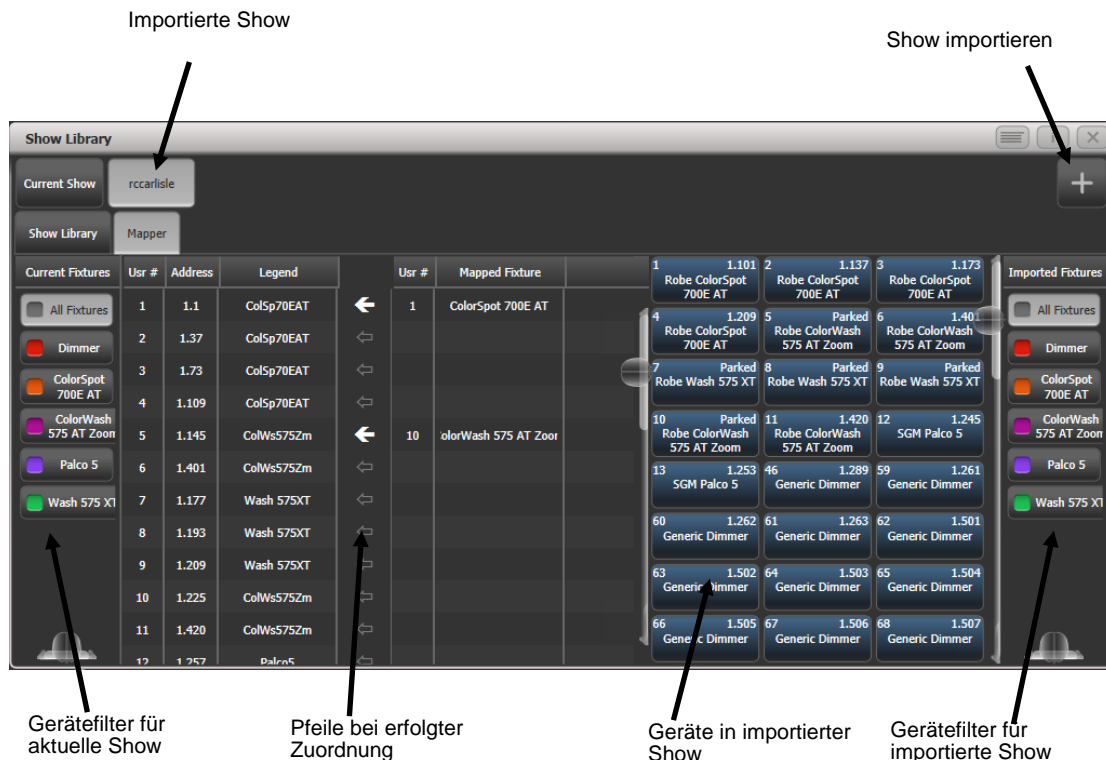 Importierte Show
Show importieren
Show Library
Current Show
rccarlisle
Show Library
Mapper
Current Fixtures
All Fixtures
Dimmer
ColorSpot
700E AT
ColorWash
575 AT Zoom
Palco 5
Wash 575 XT
Usr # Address Legend Usr # Mapped Fixture
1 1.1 ColSp70EAT 1 ColorSpot 700E AT
2 1.37 ColSp70EAT
3 1.73 ColSp70EAT
4 1.109 ColSp70EAT
5 1.145 ColWs575Zm 10 olorWash 575 AT Zoor
6 1.401 ColWs575Zm
7 1.177 Wash 575XT
8 1.193 Wash 575XT
9 1.209 Wash 575XT
10 1.225 ColWs575Zm
11 1.420 ColWs575Zm
12 1.257 Palco5
1 1.101 2 1.137 3 1.173
Robe ColorSpot Robe ColorSpot Robe ColorSpot
700E AT 700E AT 700E AT
4 1.209 5 Parked 6 1.401
Robe ColorSpot Robe ColorWash Robe ColorWash
700E AT 575 AT Zoom 575 AT Zoom
7 Parked 8 Parked 9 Parked
Robe Wash 575 XT Robe Wash 575 XT Robe Wash 575 XT
10 Parked 11 1.420 12 1.245
Robe ColorWash Robe ColorWash SGM Palco 5
575 AT Zoom 575 AT Zoom
13 1.253 46 1.289 59 1.261
SGM Palco 5 Generic Dimmer Generic Dimmer
60 1.262 61 1.263 62 1.501
Generic Dimmer Generic Dimmer Generic Dimmer
63 1.502 64 1.503 65 1.504
Generic Dimmer Generic Dimmer Generic Dimmer
66 1.505 67 1.506 68 1.507
Generic Dimmer Generic Dimmer Generic Dimmer
Imported Fixtures
All Fixtures
Dimmer
ColorSpot
700E AT
ColorWash
575 AT Zoom
Palco 5
Wash 575 XT
Gerätefilter für
aktuelle Show
Pfeile bei erfolgter
Zuordnung
Geräte in importierter
Show
Gerätefilter für
importierte Show